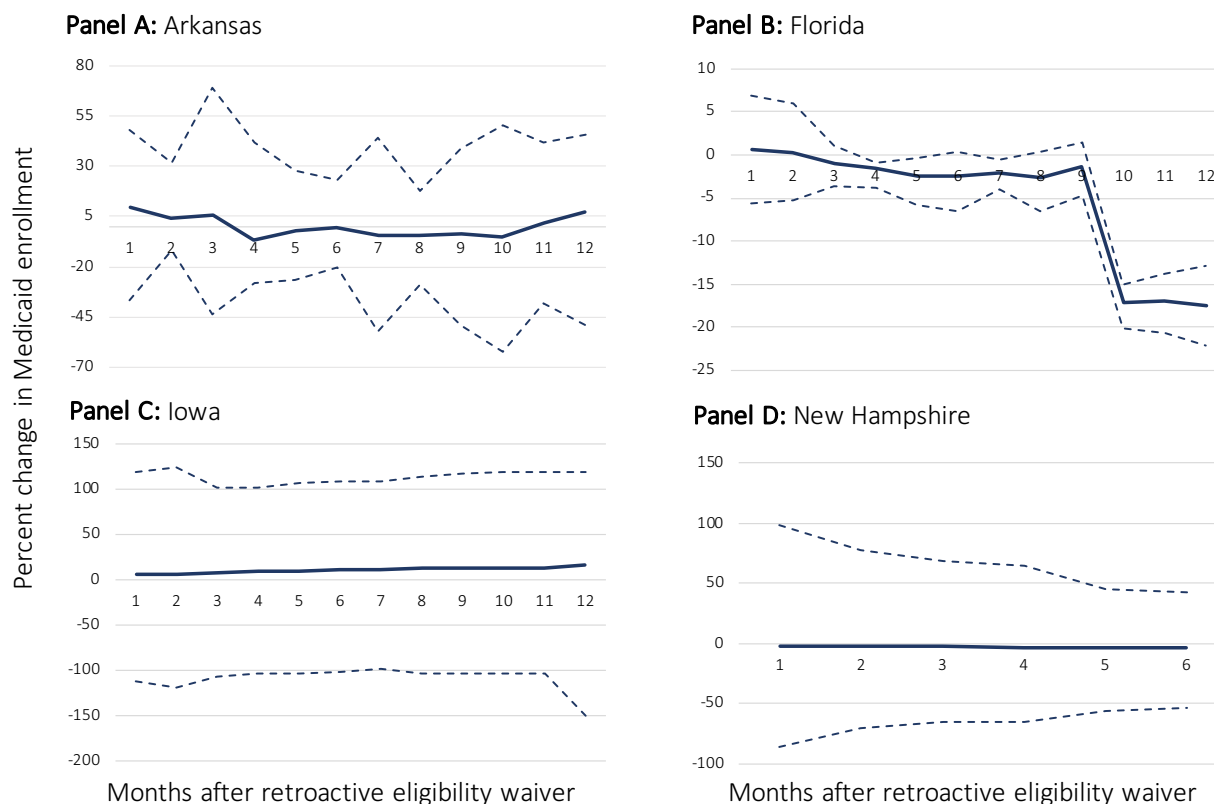 Panel A: Arkansas
80
55
30
5
-20
-45
-70
1 2 3 4 5 6 7 8 9 10 11 12
Panel B: Florida
10
5
0
-5
-10
-15
-20
-25
1 2 3 4 5 6 7 8 9 10 11 12
Percent change in Medicaid enrollment
Panel C: Iowa
150
100
50
0
-50
-100
-150
-200
1 2 3 4 5 6 7 8 9 10 11 12
Months after retroactive eligibility waiver
Panel D: New Hampshire
150
100
50
0
-50
-100
1 2 3 4 5 6
Months after retroactive eligibility waiver